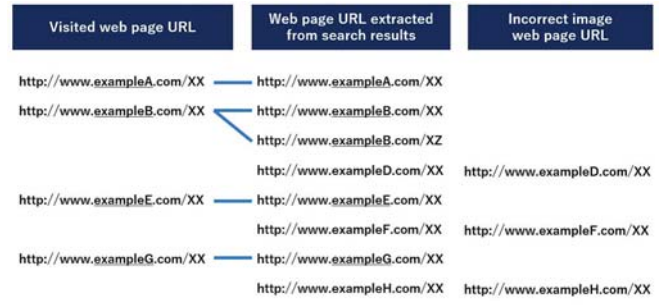 Visited web page URL
Web page URL extracted
from search results
Incorrect image
web page URL
http://www.exampleA.com/XX http://www.exampleA.com/XX
http://www.exampleB.com/XX http://www.exampleB.com/XX
http://www.exampleB.com/XZ
http://www.exampleD.com/XX http://www.exampleD.com/XX
http://www.exampleE.com/XX http://www.exampleE.com/XX
http://www.exampleF.com/XX http://www.exampleF.com/XX
http://www.exampleG.com/XX http://www.exampleG.com/XX
http://www.exampleH.com/XX http://www.exampleH.com/XX